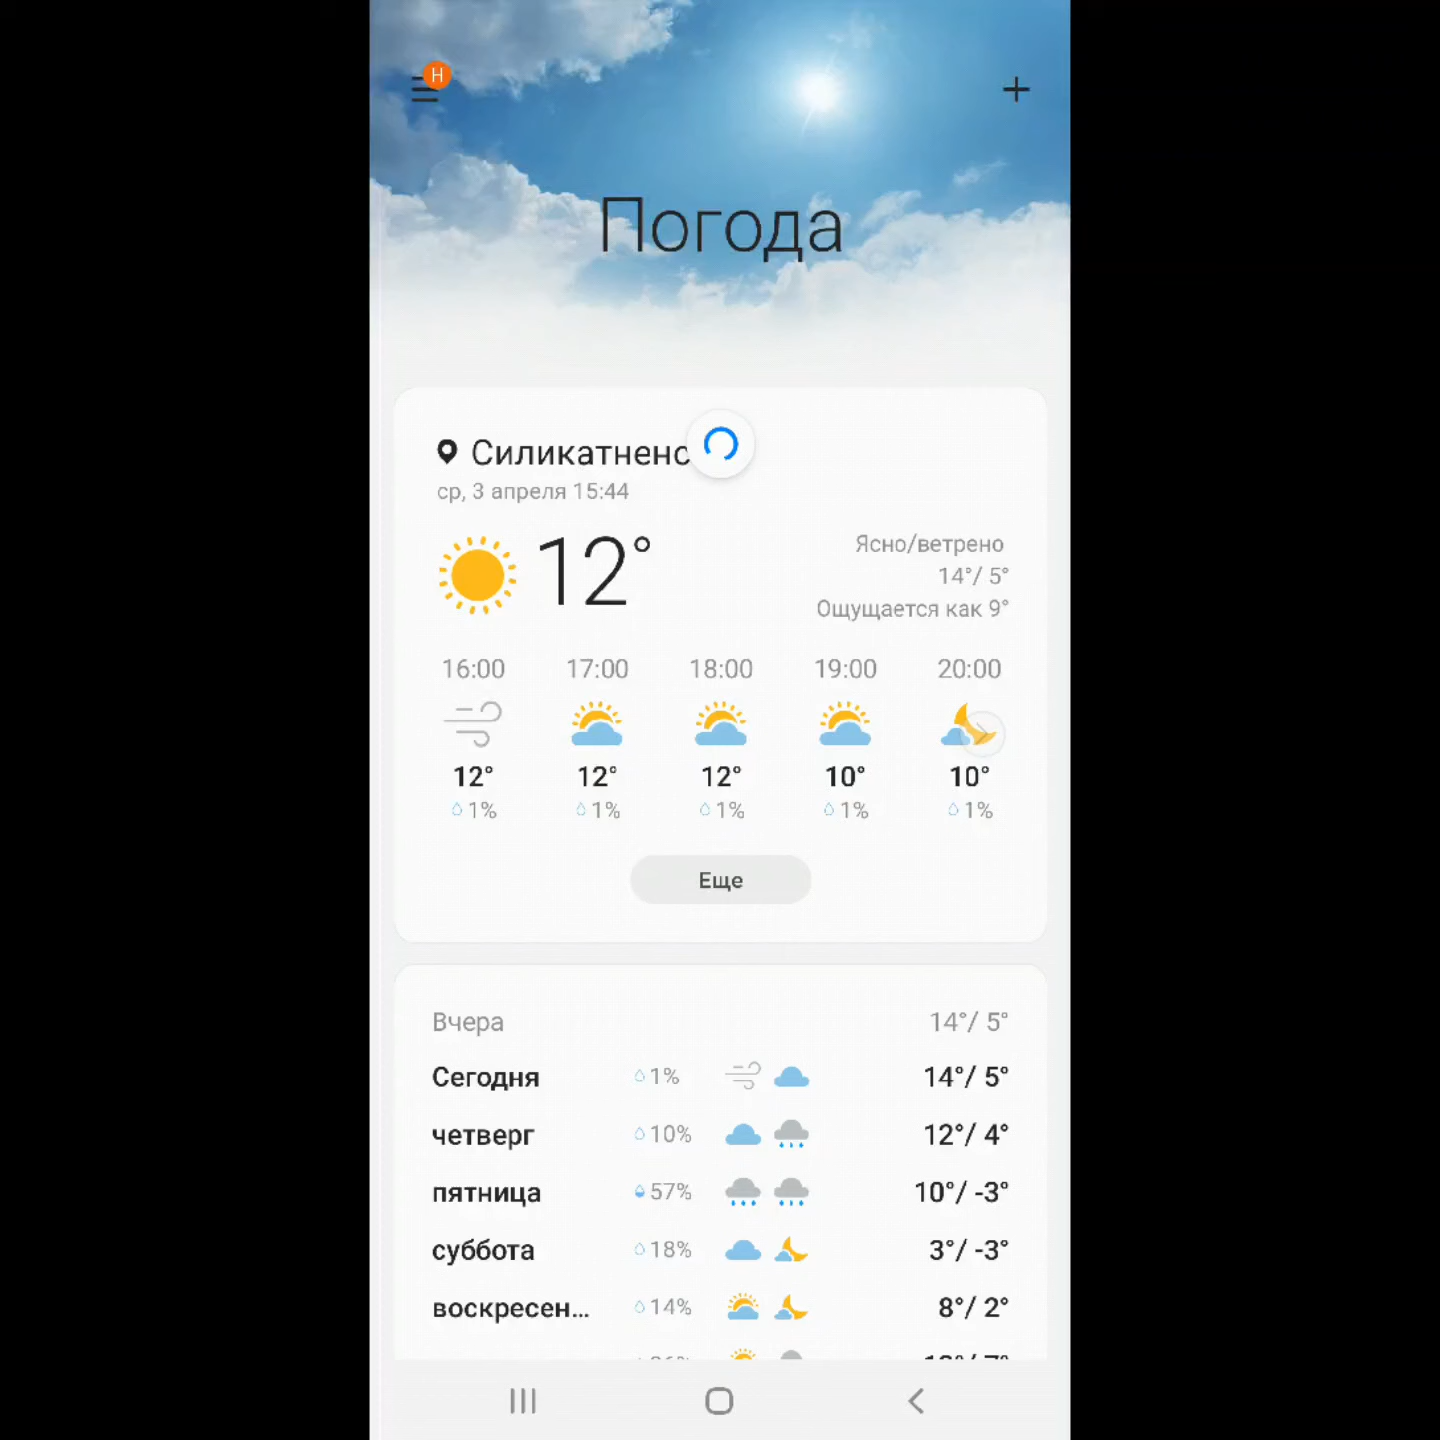 Н
Погода
Силикатненс
ср, 3 апреля 15:44
12°
Ясно/ветрено
14°/ 5°
Ощущается как 9°
16:00 17:00 18:00 19:00 20:00
12° 12° 12° 10° 10°
1% 1% 1% 1% 1%
Еще
Вчера 14°/ 5°
Сегодня 1% 14°/ 5°
четверг 10% 12°/ 4°
пятница 57% 10°/ -3°
суббота 18% 3°/ -3°
воскресен... 14% 8°/ 2°